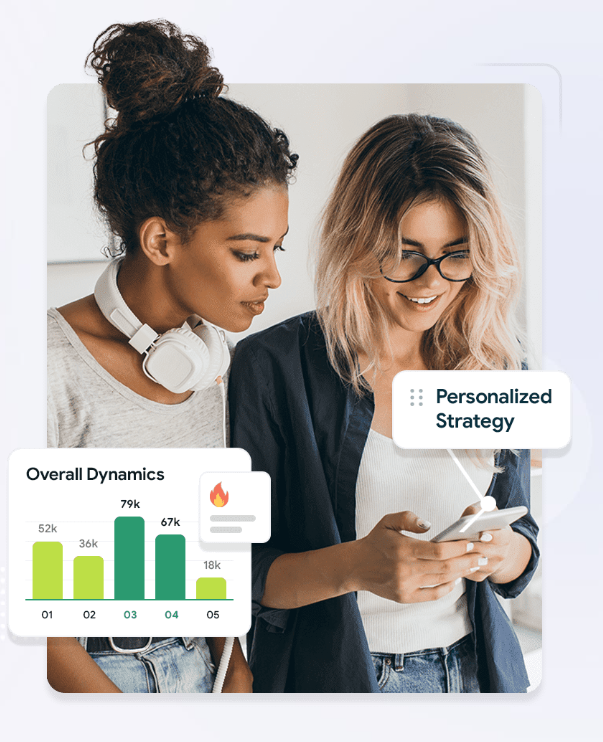 Personalized
Strategy
Overall Dynamics
79k
67k
52k
36k
18k
01 02 03 04 05